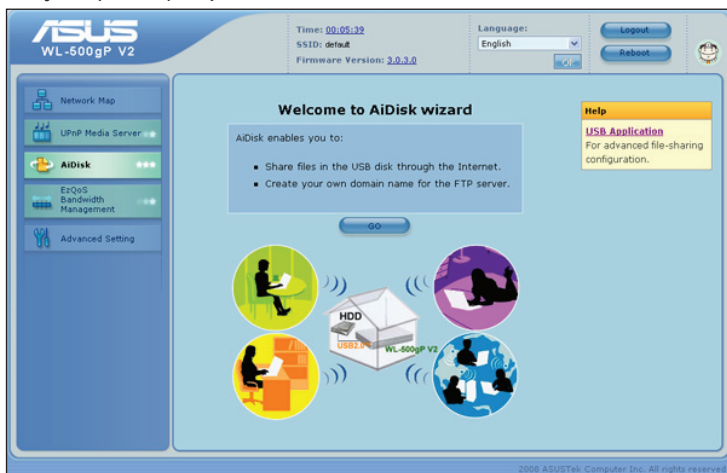 ASUS
WL-500gP V2
Time: 00:05:39
SSID: default
Firmware Version: 3.0.3.0
Language:
English
Logout
Reboot
Network Map
UPnP Media Server
AiDisk
EzQoS
Bandwidth
Management
Advanced Setting
Welcome to AiDisk wizard
AiDisk enables you to:
Share files in the USB disk through the Internet.
Create your own domain name for the FTP server.
GO
HDD
USB2.0
WL-500gP V2
Help
USB Application
For advanced file-sharing
configuration.
2008 ASUSTek Computer Inc. All rights reserved